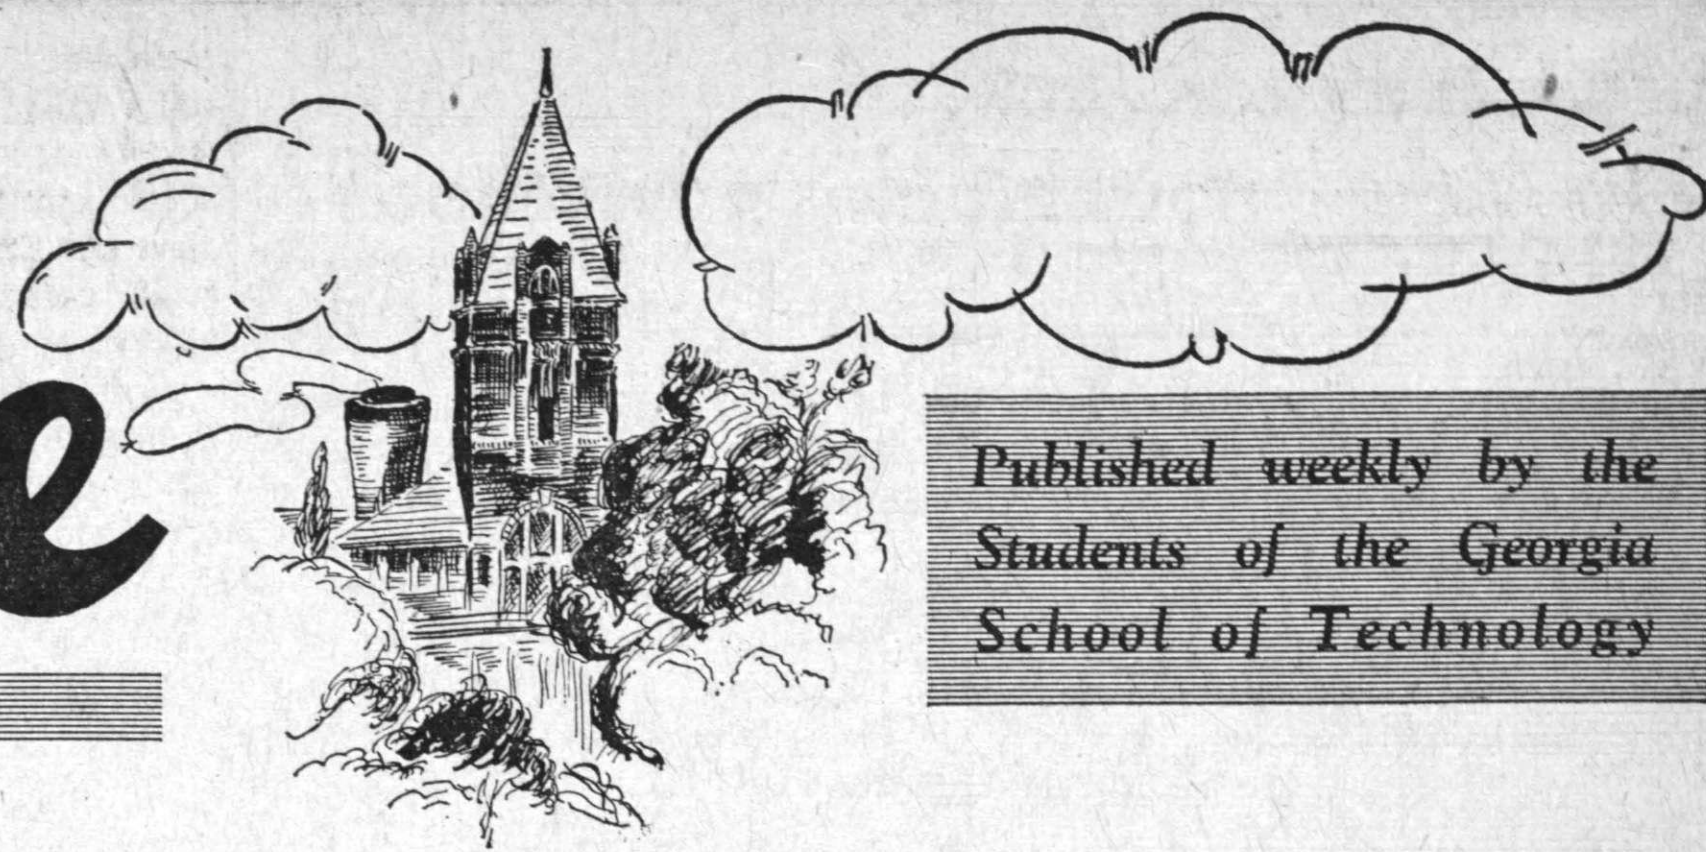 e
Published weekly by the
Students of the Georgia
School of Technology